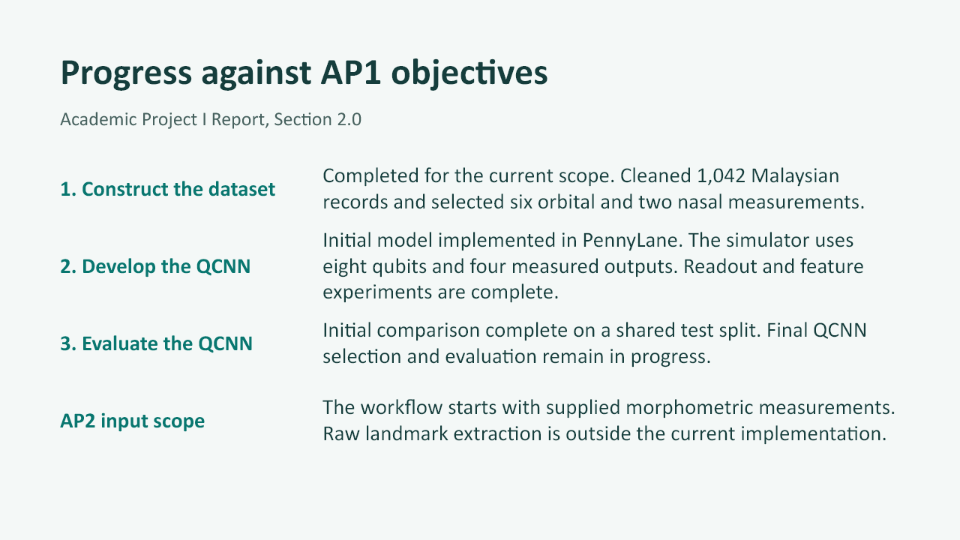 Progress against AP1 objectives
Academic Project I Report, Section 2.0
1. Construct the dataset
Completed for the current scope. Cleaned 1,042 Malaysian
records and selected six orbital and two nasal measurements.
2. Develop the QCNN
Initial model implemented in PennyLane. The simulator uses
eight qubits and four measured outputs. Readout and feature
experiments are complete.
3. Evaluate the QCNN
Initial comparison complete on a shared test split. Final QCNN
selection and evaluation remain in progress.
AP2 input scope
The workflow starts with supplied morphometric measurements.
Raw landmark extraction is outside the current implementation.